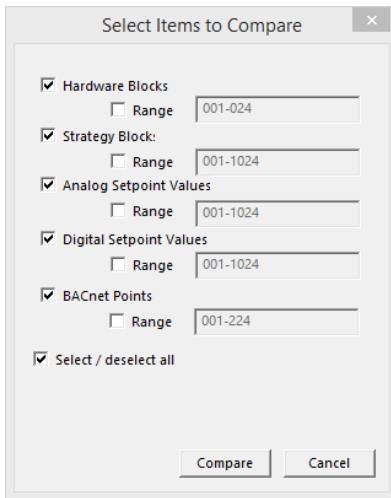 Select Items to Compare
Hardware Blocks
Range 001-024
Strategy Blocks
Range 001-1024
Analog Setpoint Values
Range 001-1024
Digital Setpoint Values
Range 001-1024
BACnet Points
Range 001-224
Select / deselect all
Compare Cancel